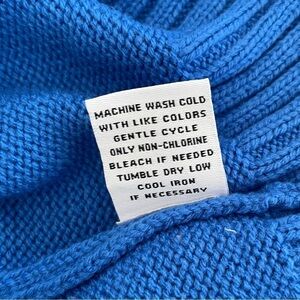 MACHINE WASH COLD
WITH LIKE COLORS
GENTLE CYCLE
ONLY NON-CHLORINE
BLEACH IF NEEDED
TUMBLE DRY LOW
COOL IRON
IF NECESSARY